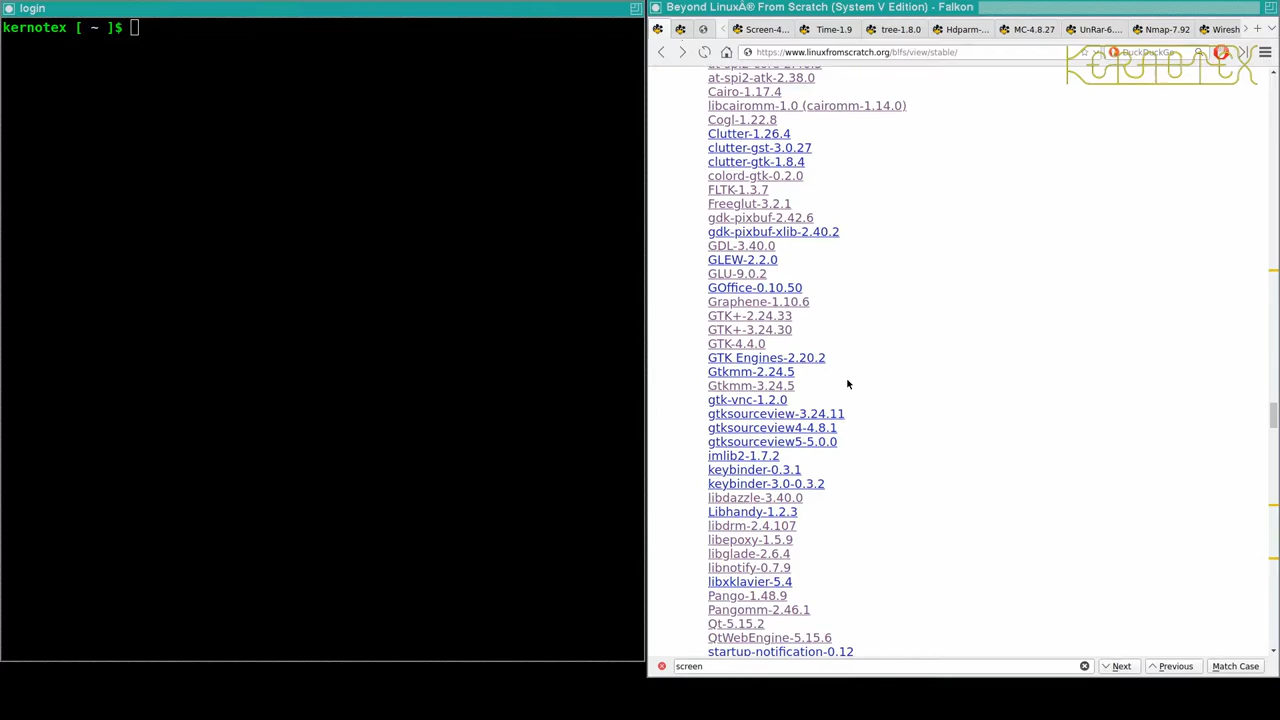 login
kernotex [ ~ ]$
Beyond LinuxÂ® From Scratch (System V Edition) - Falkon
Screen-4... Time-1.9 tree-1.8.0 Hdparm-... MC-4.8.27 UnRar-6.... Nmap-7.92 Wiresh
https://www.linuxfromscratch.org/blfs/view/stable/ DuckDuckGo
KERNOTEX
at-spi2-atk-2.38.0
Cairo-1.17.4
libcairomm-1.0 (cairomm-1.14.0)
Cogl-1.22.8
Clutter-1.26.4
clutter-gst-3.0.27
clutter-gtk-1.8.4
colord-gtk-0.2.0
FLTK-1.3.7
Freeglut-3.2.1
gdk-pixbuf-2.42.6
gdk-pixbuf-xlib-2.40.2
GDL-3.40.0
GLEW-2.2.0
GLU-9.0.2
GOffice-0.10.50
Graphene-1.10.6
GTK+-2.24.33
GTK+-3.24.30
GTK-4.4.0
GTK Engines-2.20.2
Gtkmm-2.24.5
Gtkmm-3.24.5
gtk-vnc-1.2.0
gtksourceview-3.24.11
gtksourceview4-4.8.1
gtksourceview5-5.0.0
imlib2-1.7.2
keybinder-0.3.1
keybinder-3.0-0.3.2
libdazzle-3.40.0
Libhandy-1.2.3
libdrm-2.4.107
libepoxy-1.5.9
libglade-2.6.4
libnotify-0.7.9
libxklavier-5.4
Pango-1.48.9
Pangomm-2.46.1
Qt-5.15.2
QtWebEngine-5.15.6
startup-notification-0.12
screen Next Previous Match Case